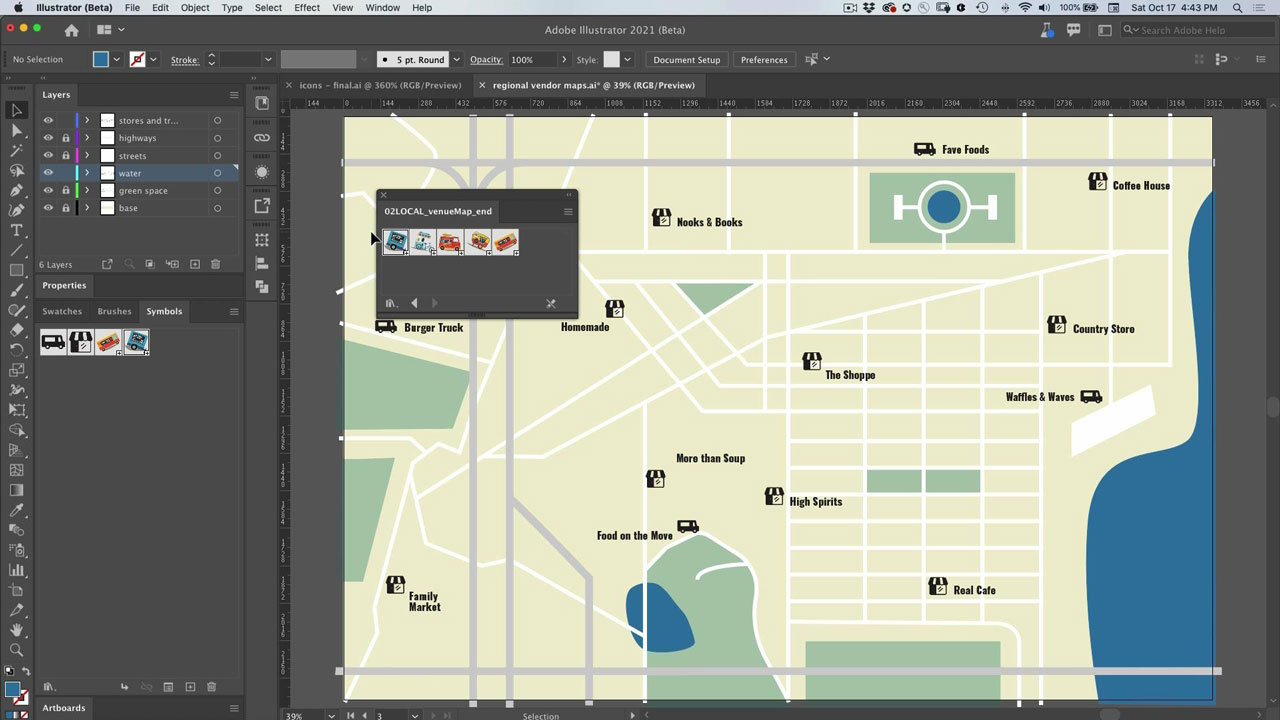 Illustrator (Beta) File Edit Object Type Select Effect View Window Help 100% Sat Oct 17 4:43 PM
Adobe Illustrator 2021 (Beta) Search Adobe Help
No Selection Stroke: 5 pt. Round Opacity: 100% Style: Document Setup Preferences
icons – final.ai @ 360% (RGB/Preview) regional vendor maps.ai* @ 39% (RGB/Preview)
Layers
144 0 144 288 432 576 720 864 1008 1152 1296 1440 1564 1728 1872 2016 2160 2304 2448 2592 2736 2880 3024 3168 3312 3456
stores and tr...
highways
streets
water
green space
base
6 Layers
Properties
Swatches Brushes Symbols
Artboards
02LOCAL_venueMap_end
Fave Foods
Coffee House
Nooks & Books
Burger Truck
Homemade
Country Store
The Shoppe
Waffles & Waves
More than Soup
High Spirits
Food on the Move
Family
Market
Real Cafe
39% 3 Selection